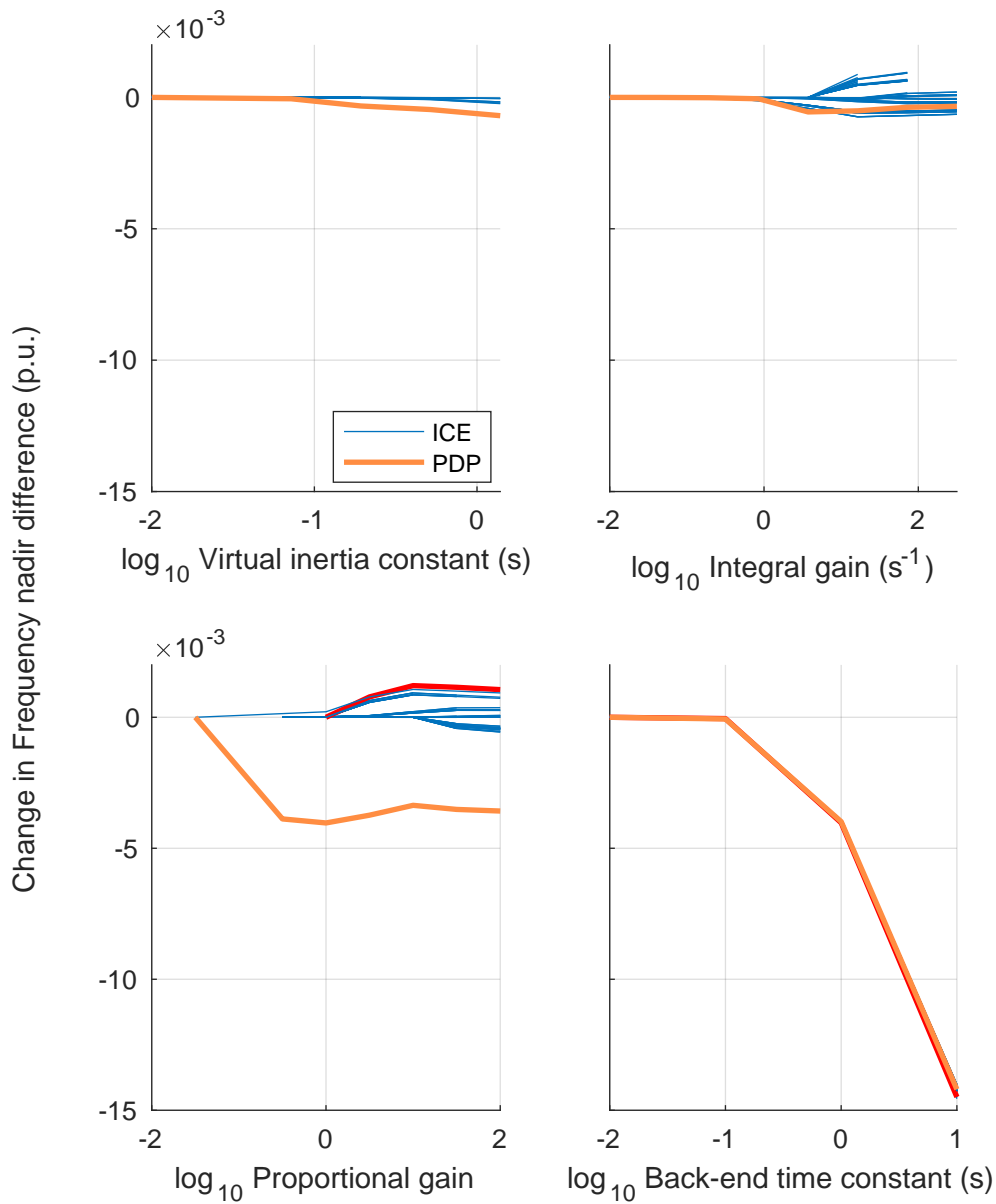 ×10⁻³
0
-5
-10
-15
-2 -1 0
log₁₀ Virtual inertia constant (s)
ICE
PDP
-2 0 2
log₁₀ Integral gain (s⁻¹)
Change in Frequency nadir difference (p.u.)
×10⁻³
0
-5
-10
-15
-2 0 2
log₁₀ Proportional gain
-2 -1 0 1
log₁₀ Back-end time constant (s)